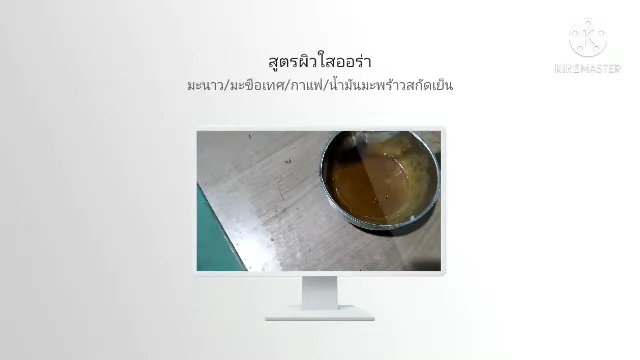 สูตรผิวใสออร่า
มะนาว/มะขือเทศ/กาแฟ/น้ำมันมะพร้าวสกัดเย็น
K
KINEMASTER